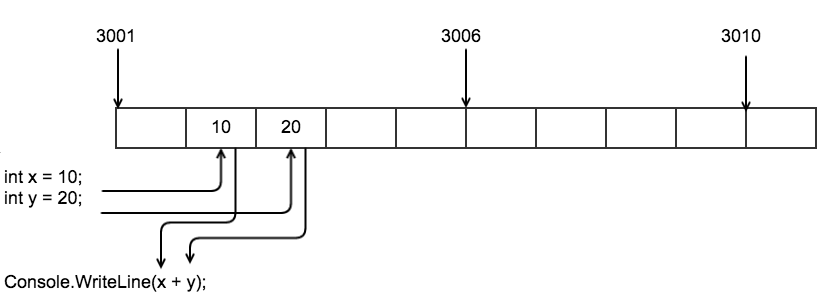 3001 3006 3010
10 20
int x = 10;
int y = 20;
Console.WriteLine(x + y);